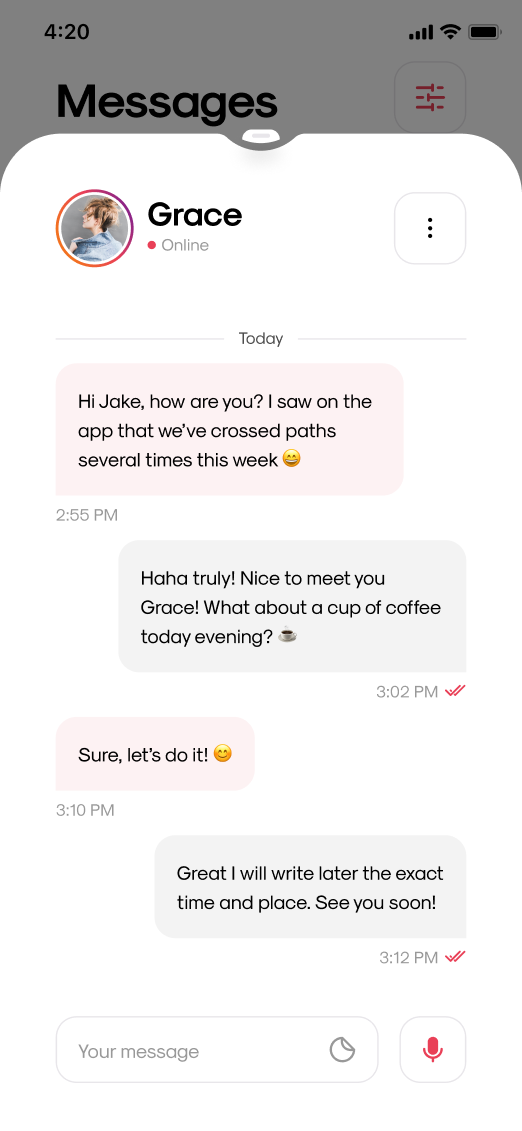 4:20
Messages
Grace
Online
Today
Hi Jake, how are you? I saw on the
app that we’ve crossed paths
several times this week 😄
2:55 PM
Haha truly! Nice to meet you
Grace! What about a cup of coffee
today evening? ☕
3:02 PM
Sure, let’s do it! 😊
3:10 PM
Great I will write later the exact
time and place. See you soon!
3:12 PM
Your message